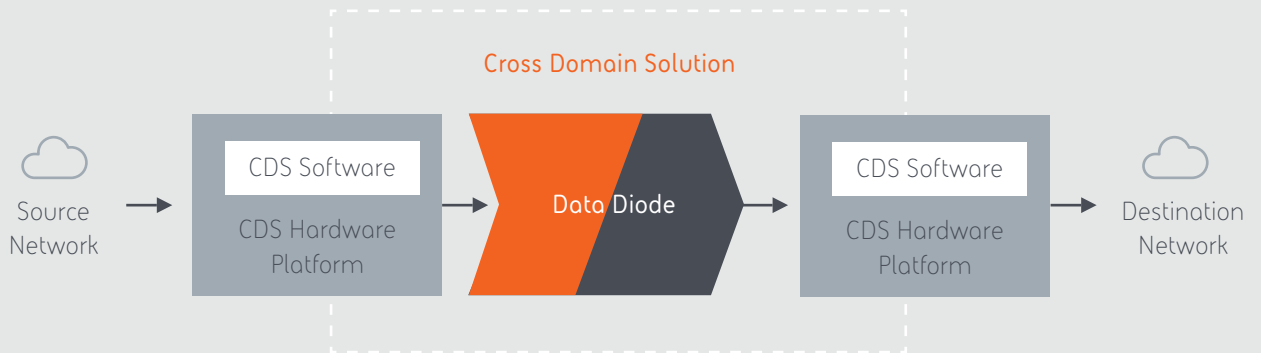 Cross Domain Solution
Source
Network
CDS Software
CDS Hardware
Platform
Data Diode
CDS Software
CDS Hardware
Platform
Destination
Network